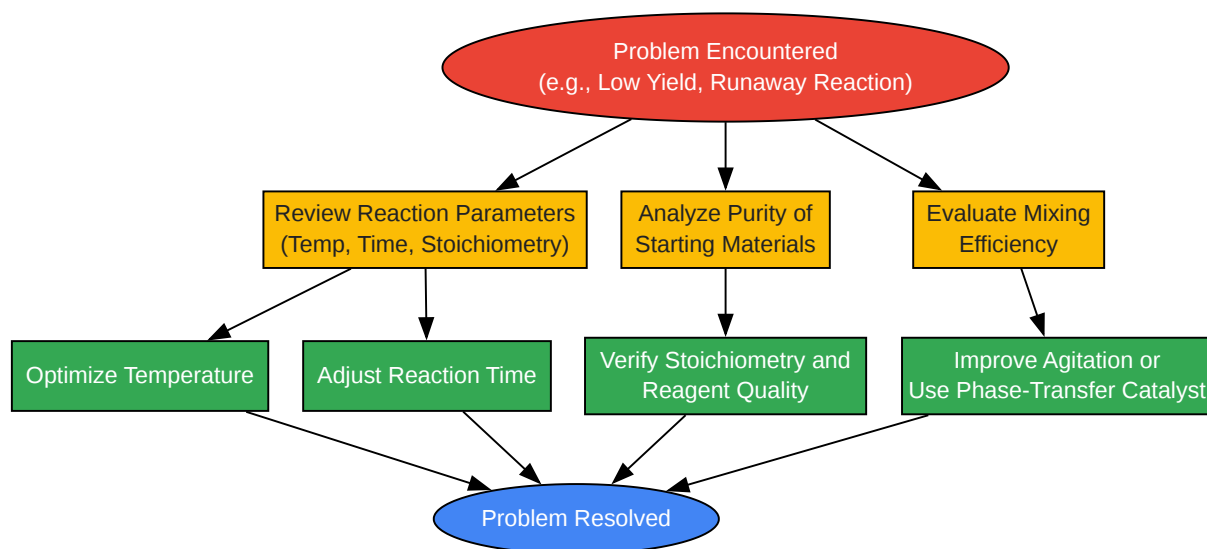 Problem Encountered
(e.g., Low Yield, Runaway Reaction)
Review Reaction Parameters
(Temp, Time, Stoichiometry)
Analyze Purity of
Starting Materials
Evaluate Mixing
Efficiency
Optimize Temperature
Adjust Reaction Time
Verify Stoichiometry and
Reagent Quality
Improve Agitation or
Use Phase-Transfer Catalyst
Problem Resolved